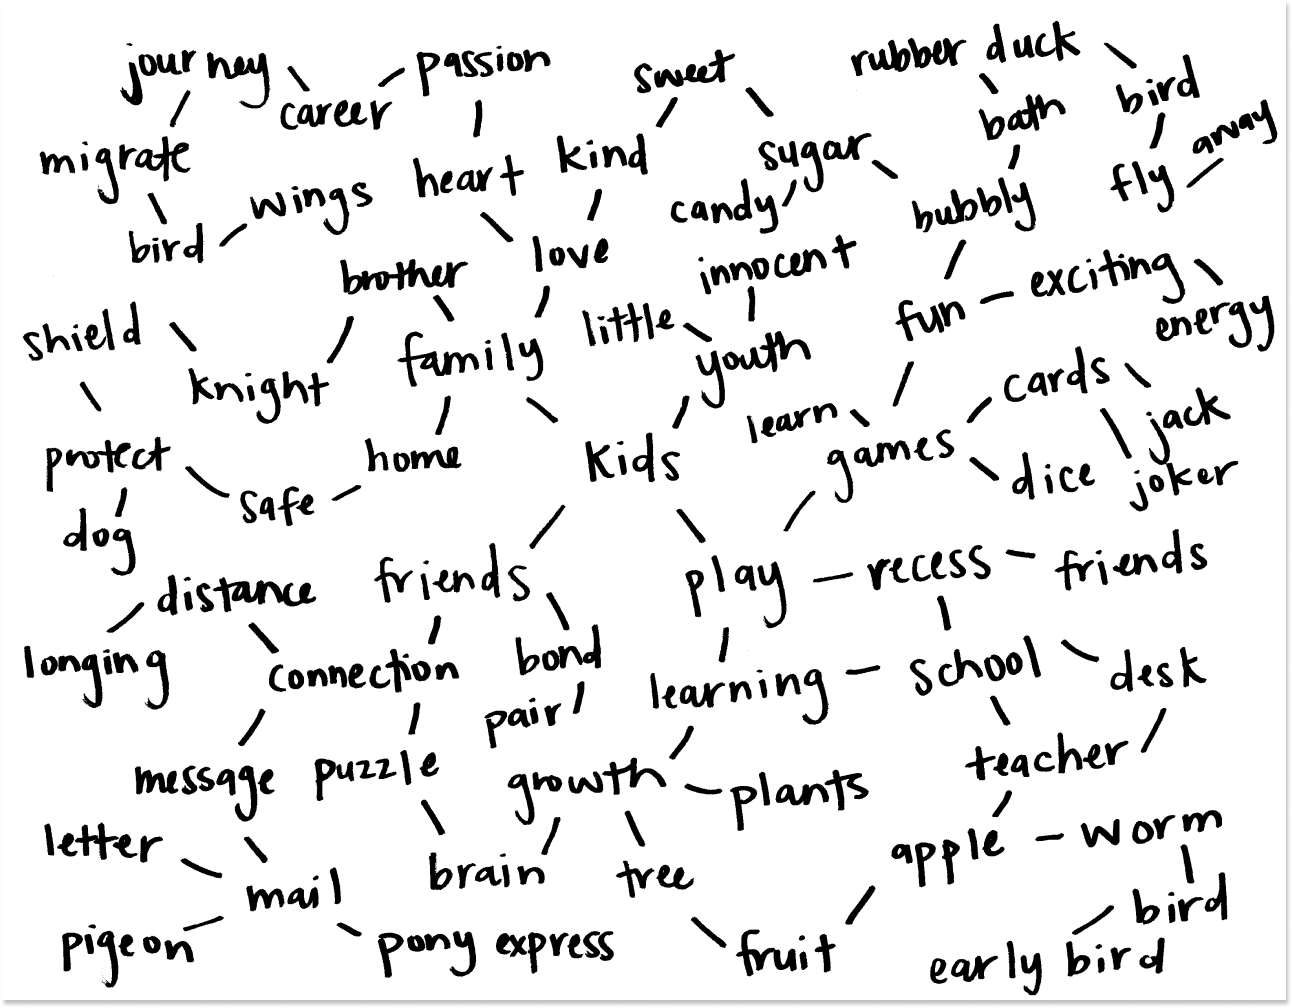 journey
career
passion
sweet
rubber duck
bird
migrate
heart
kind
sugar
bath
away
bird
wings
love
candy
bubbly
fly
brother
innocent
exciting
shield
little
fun
energy
knight
family
youth
cards
protect
home
kids
learn
games
jack
dog
safe
dice
joker
distance
friends
play
recess
friends
longing
connection
bond
learning
school
desk
message
puzzle
pair
growth
plants
teacher
letter
mail
brain
tree
apple
worm
pigeon
pony express
fruit
bird
early bird